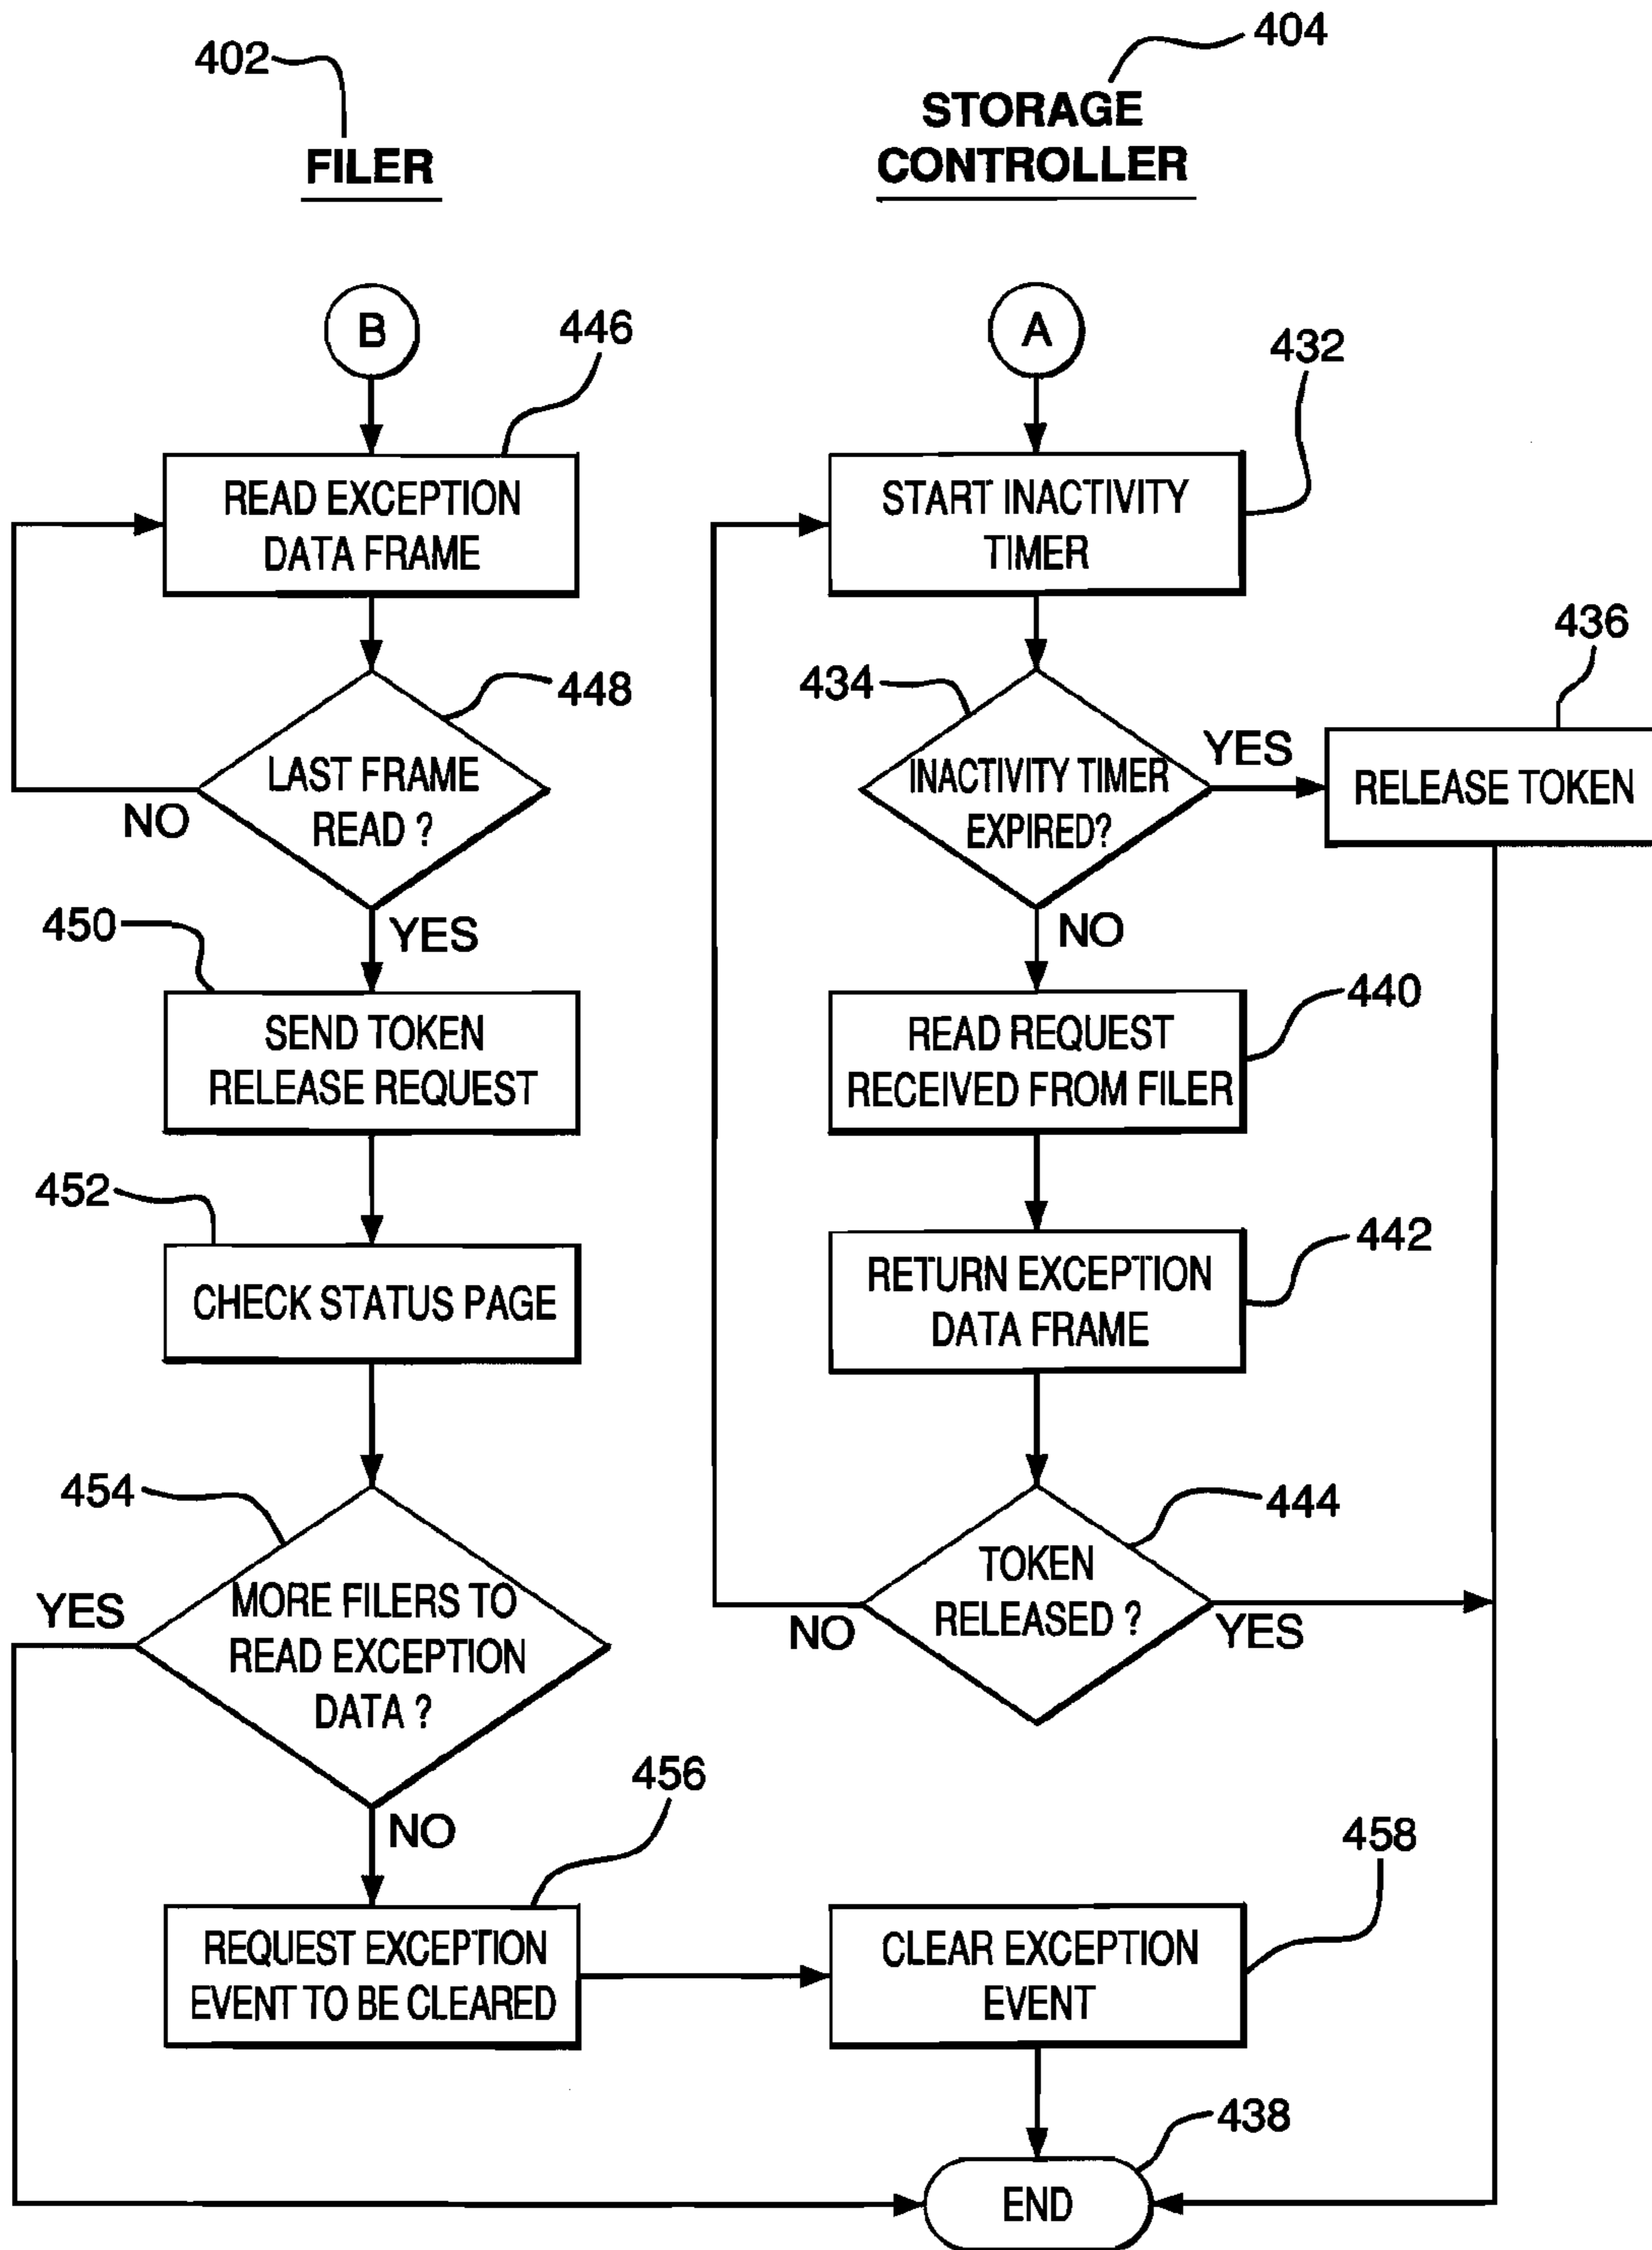 402
FILER
404
STORAGE
CONTROLLER
B
446
READ EXCEPTION
DATA FRAME
448
LAST FRAME
READ ?
NO
YES
450
SEND TOKEN
RELEASE REQUEST
452
CHECK STATUS PAGE
454
MORE FILERS TO
READ EXCEPTION
DATA ?
YES
NO
456
REQUEST EXCEPTION
EVENT TO BE CLEARED
A
432
START INACTIVITY
TIMER
434
INACTIVITY TIMER
EXPIRED?
YES
436
RELEASE TOKEN
NO
440
READ REQUEST
RECEIVED FROM FILER
442
RETURN EXCEPTION
DATA FRAME
444
TOKEN
RELEASED ?
NO
YES
458
CLEAR EXCEPTION
EVENT
438
END